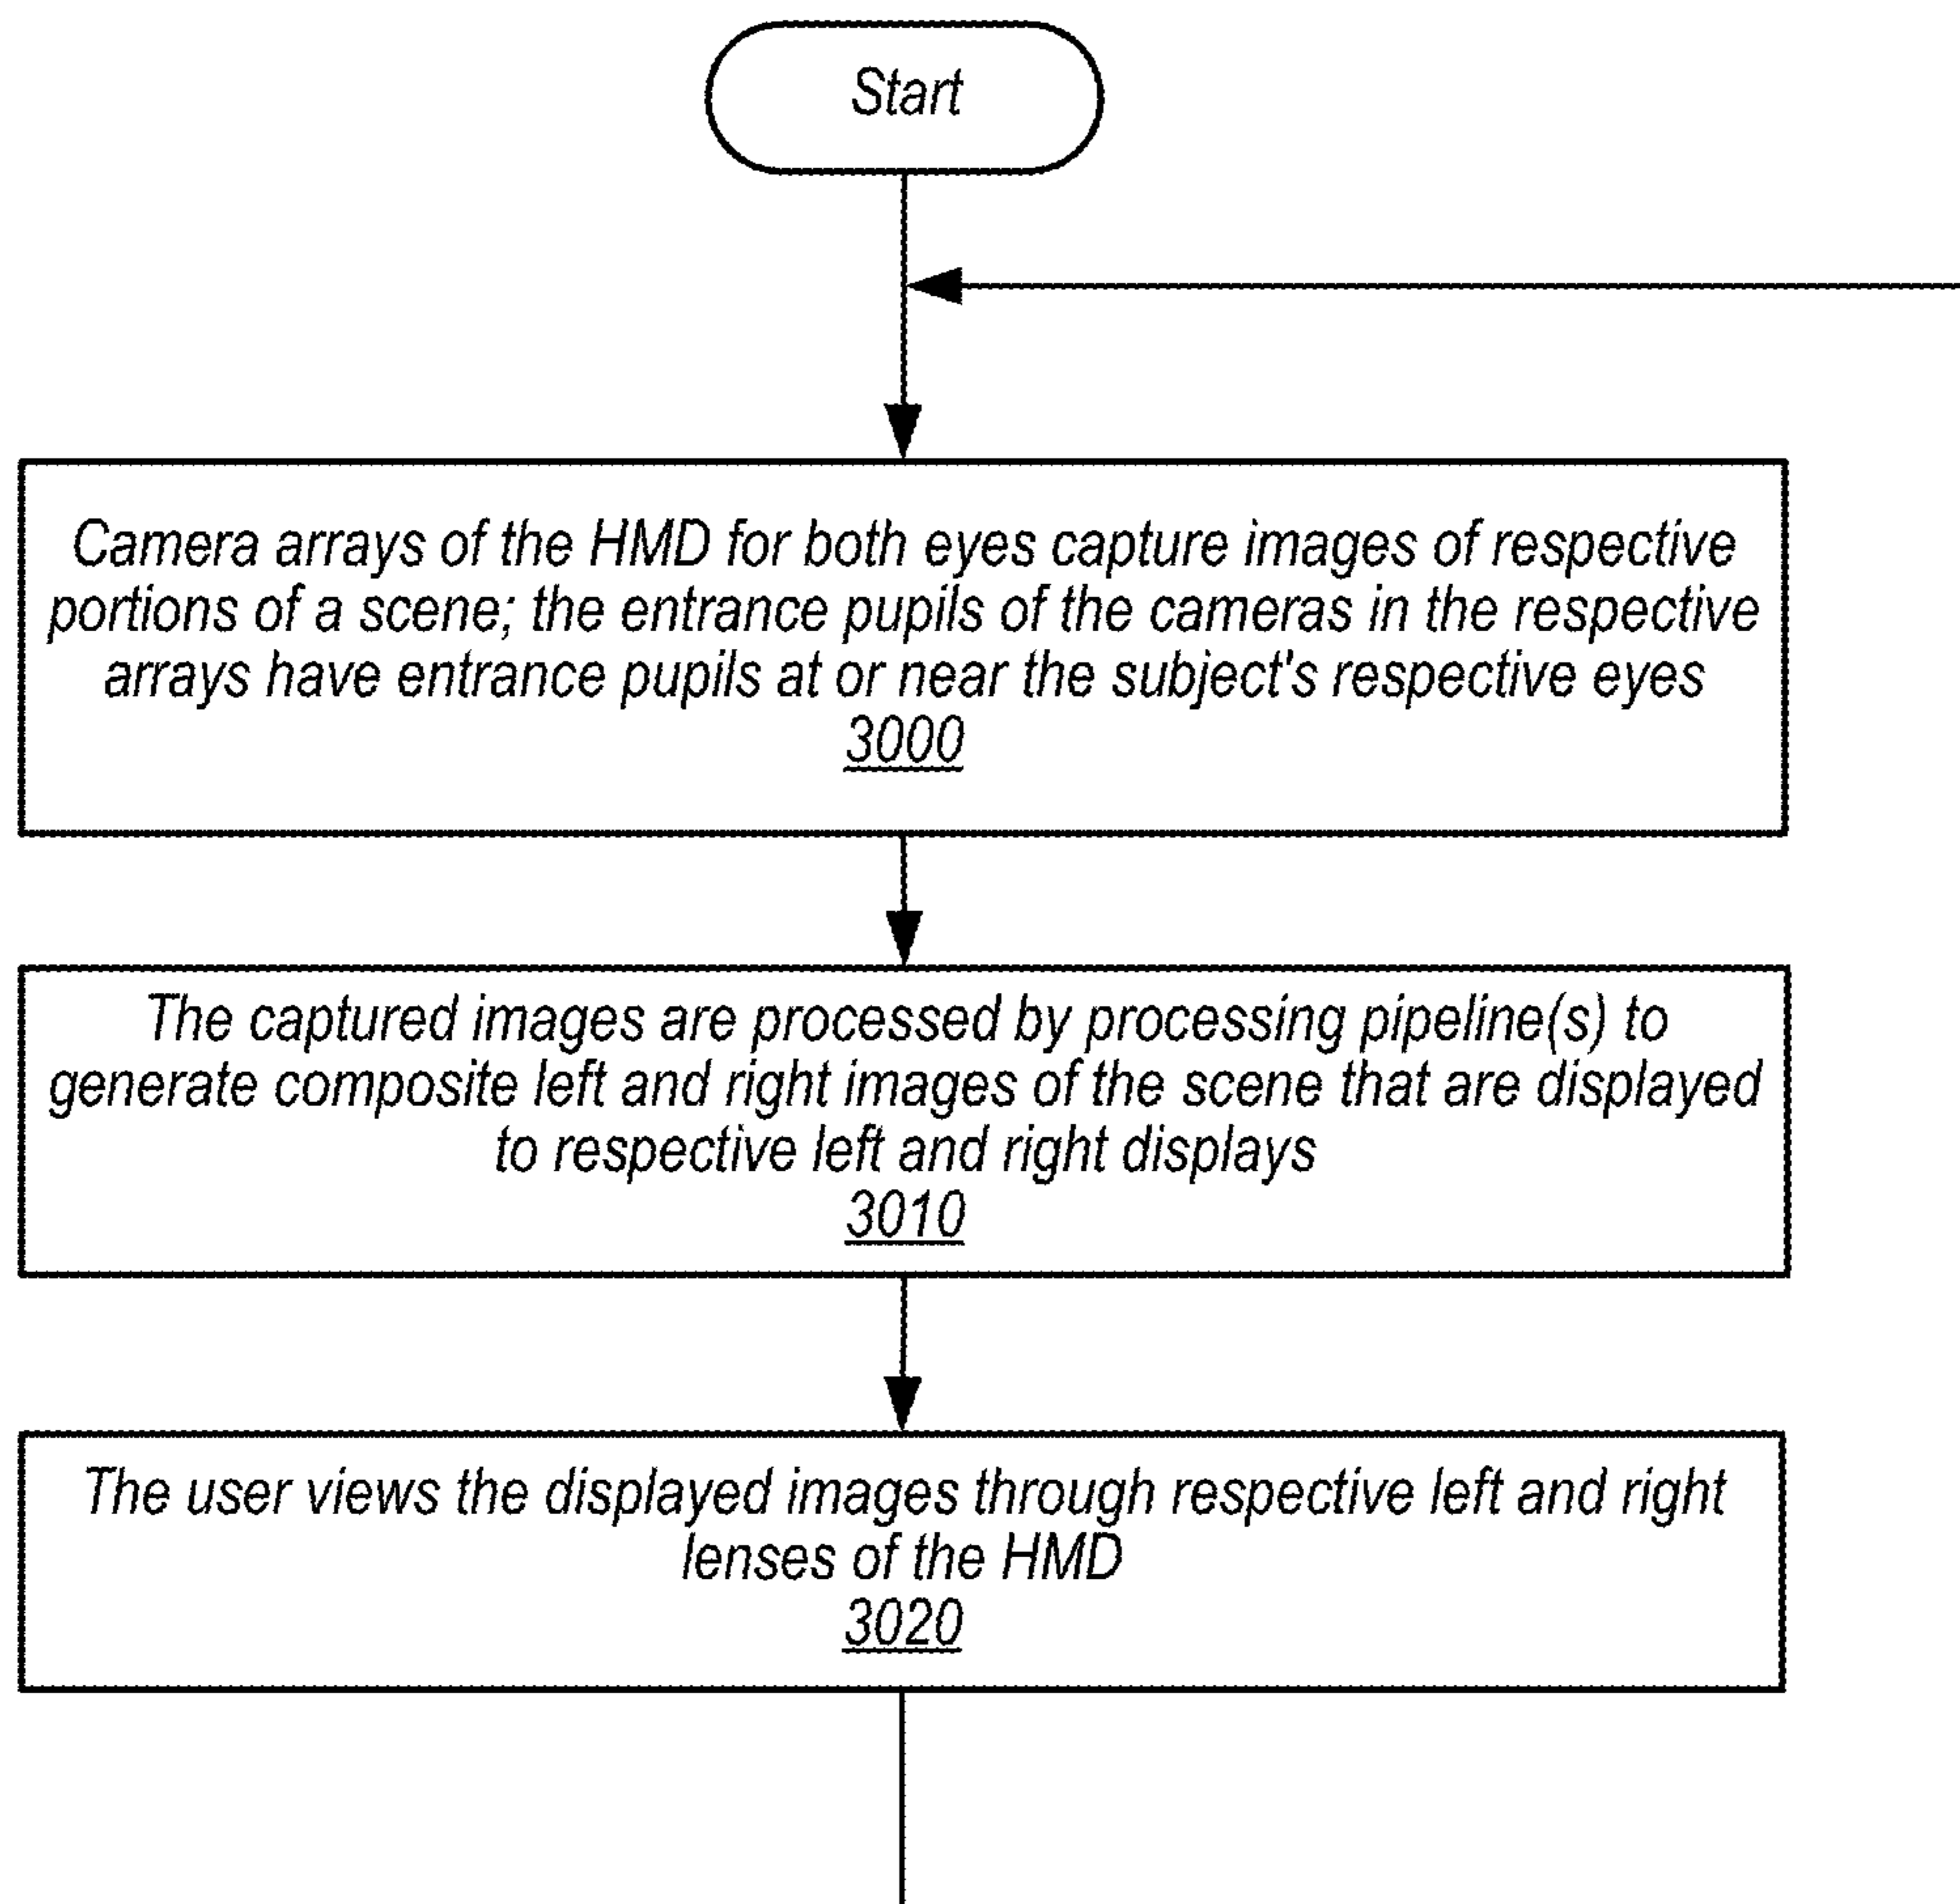 Start
Camera arrays of the HMD for both eyes capture images of respective
portions of a scene; the entrance pupils of the cameras in the respective
arrays have entrance pupils at or near the subject's respective eyes
3000
The captured images are processed by processing pipeline(s) to
generate composite left and right images of the scene that are displayed
to respective left and right displays
3010
The user views the displayed images through respective left and right
lenses of the HMD
3020